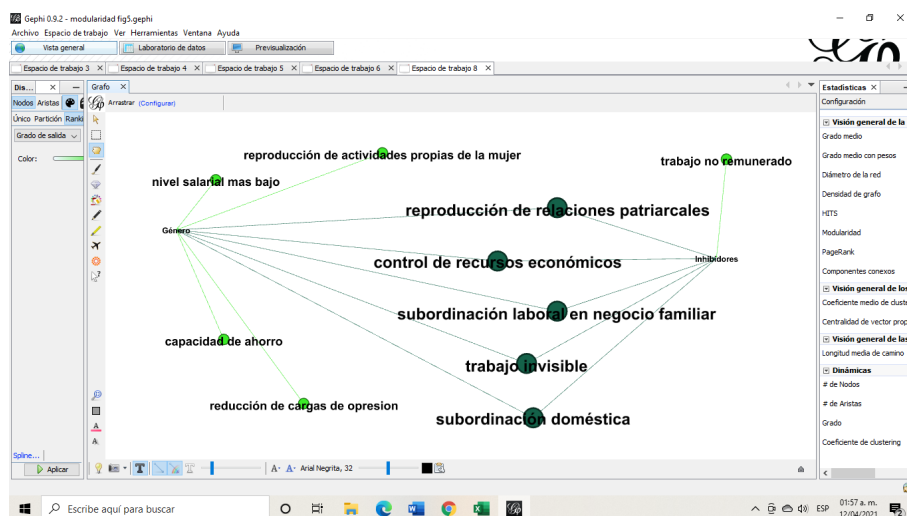 Gephi 0.9.2 - modularidad fig5.gephi
Archivo Espacio de trabajo Ver Herramientas Ventana Ayuda
Vista general
Laboratorio de datos
Previsualización
Espacio de trabajo 3
Espacio de trabajo 4
Espacio de trabajo 5
Espacio de trabajo 6
Espacio de trabajo 8
Dis...
Grafo
Estadísticas
Nodos Aristas
Arrastrar (Configurar)
Configuración
Único Partición Ranki
Grado de salida
Color:
Visión general de la
Grado medio
Grado medio con pesos
Diámetro de la red
Densidad de grafo
HITS
Modularidad
PageRank
Componentes conexos
Visión general de los
Coeficiente medio de cluste
Centralidad de vector prop
Visión general de las
Longitud media de camino
Dinámicas
# de Nodos
# de Aristas
Grado
Coeficiente de clustering
reproducción de actividades propias de la mujer
trabajo no remunerado
nivel salarial mas bajo
reproducción de relaciones patriarcales
Género
control de recursos económicos
Inhibidores
subordinación laboral en negocio familiar
capacidad de ahorro
trabajo invisible
reducción de cargas de opresion
subordinación doméstica
Spline...
Aplicar
A- A- Arial Negrita, 32
Escribe aquí para buscar
ESP
01:57 a. m.
12/04/2021